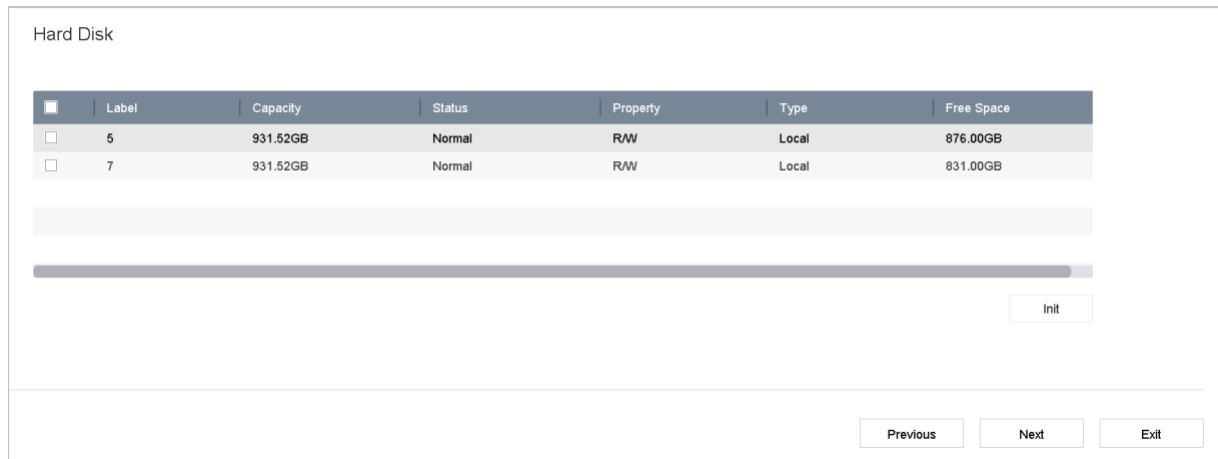 Hard Disk
Label Capacity Status Property Type Free Space
5 931.52GB Normal R/W Local 876.00GB
7 931.52GB Normal R/W Local 831.00GB
Init
Previous Next Exit